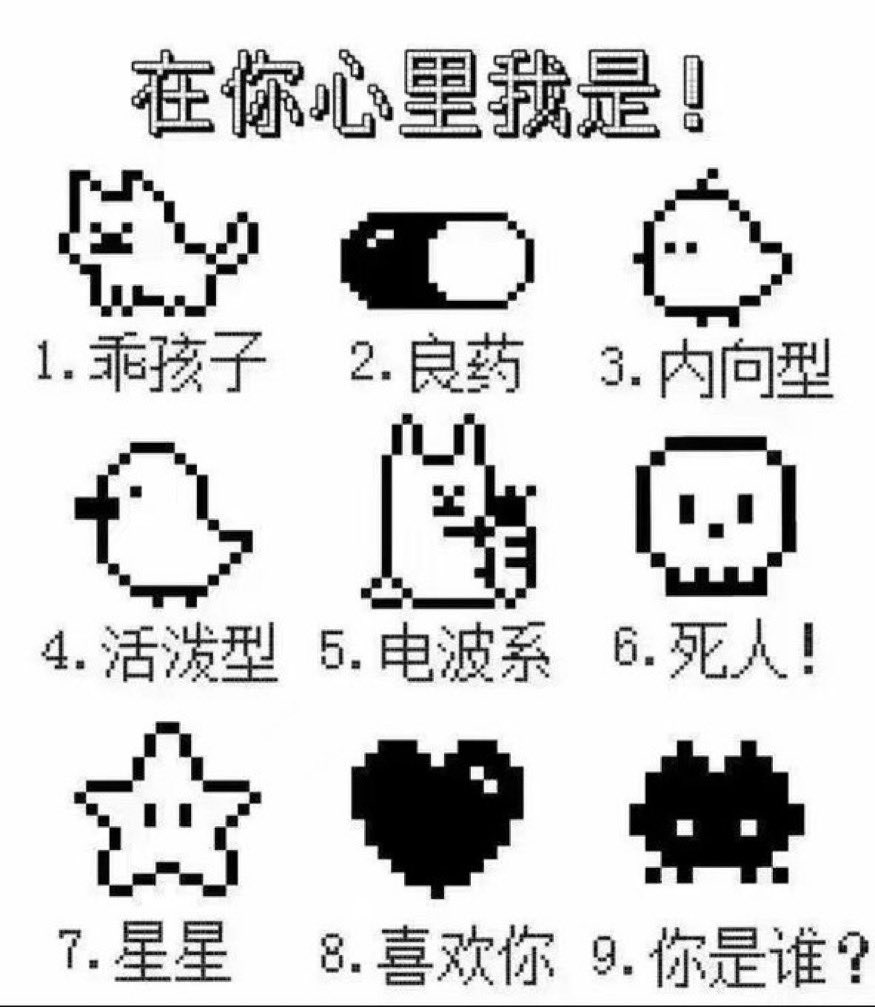 在你心里我是!
1.乖孩子
2.良药
3.内向型
4.活泼型
5.电波系
6.死人!
7.星星
8.喜欢你
9.你是谁?